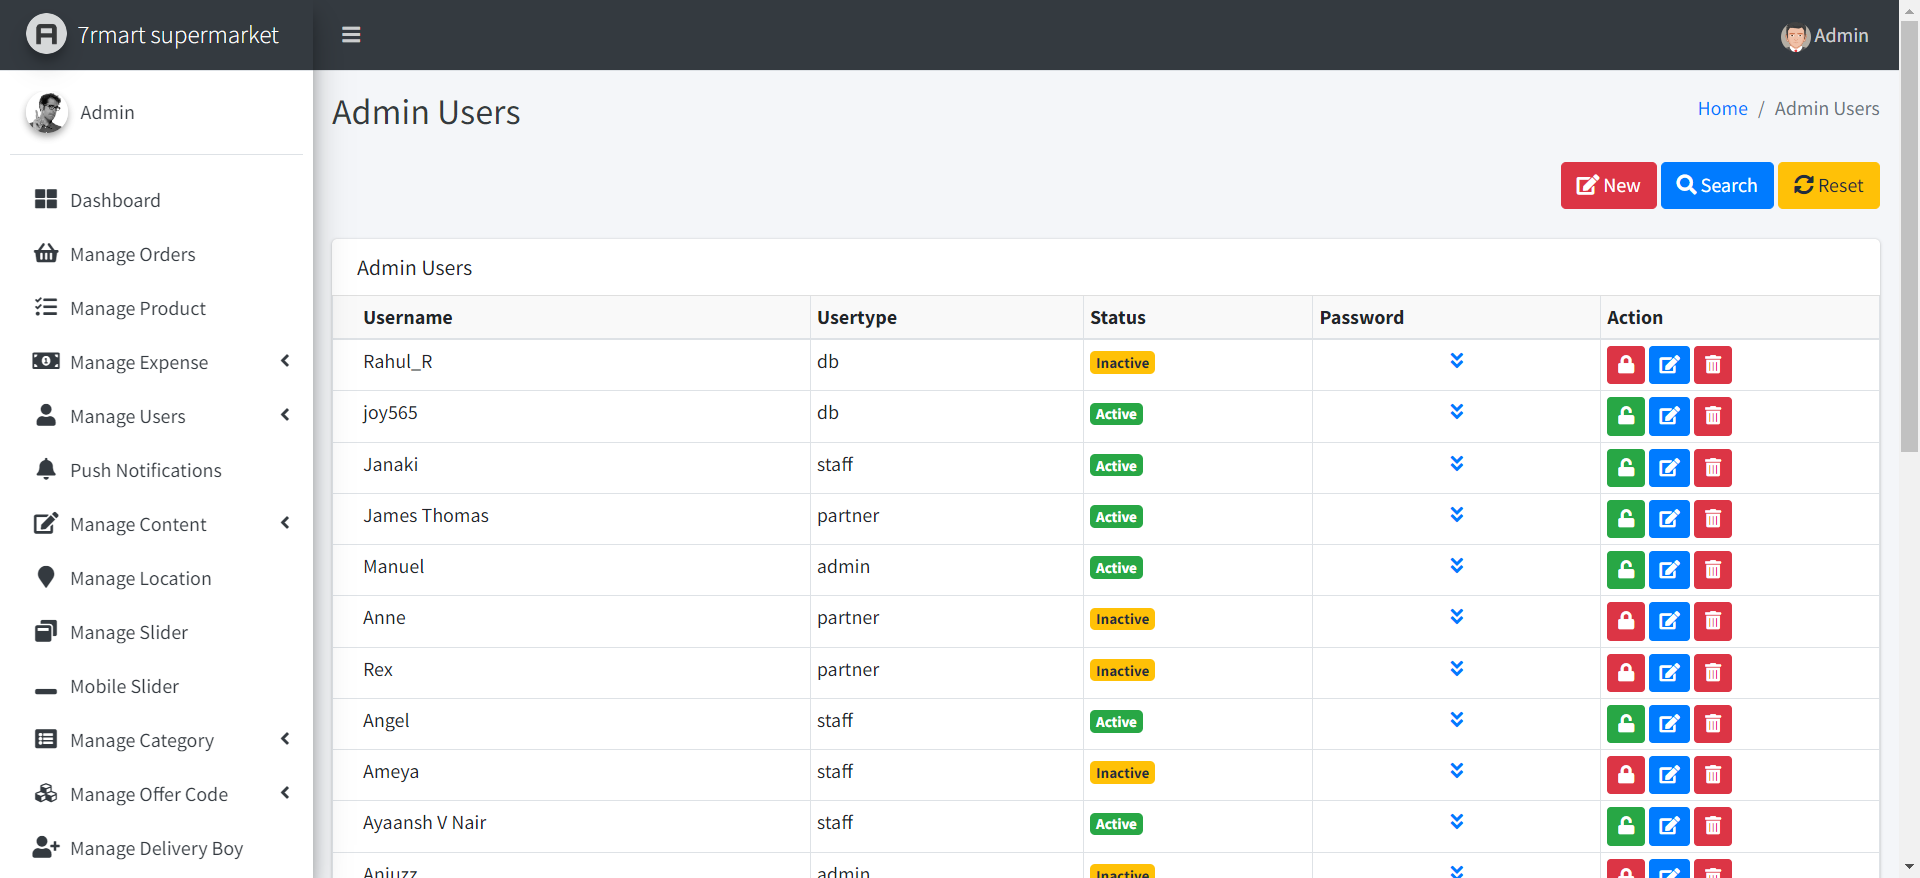 7rmart supermarket
Admin
Admin
Dashboard
Manage Orders
Manage Product
Manage Expense
Manage Users
Push Notifications
Manage Content
Manage Location
Manage Slider
Mobile Slider
Manage Category
Manage Offer Code
Manage Delivery Boy
Admin Users
Home / Admin Users
New Search Reset
Admin Users
Username Usertype Status Password Action
Rahul_R db Inactive
joy565 db Active
Janaki staff Active
James Thomas partner Active
Manuel admin Active
Anne partner Inactive
Rex partner Inactive
Angel staff Active
Ameya staff Inactive
Ayaansh V Nair staff Active
Anjuzz admin Inactive